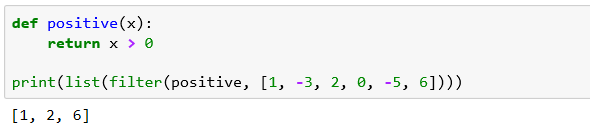 def positive(x):
    return x > 0
print(list(filter(positive, [1, -3, 2, 0, -5, 6])))
[1, 2, 6]